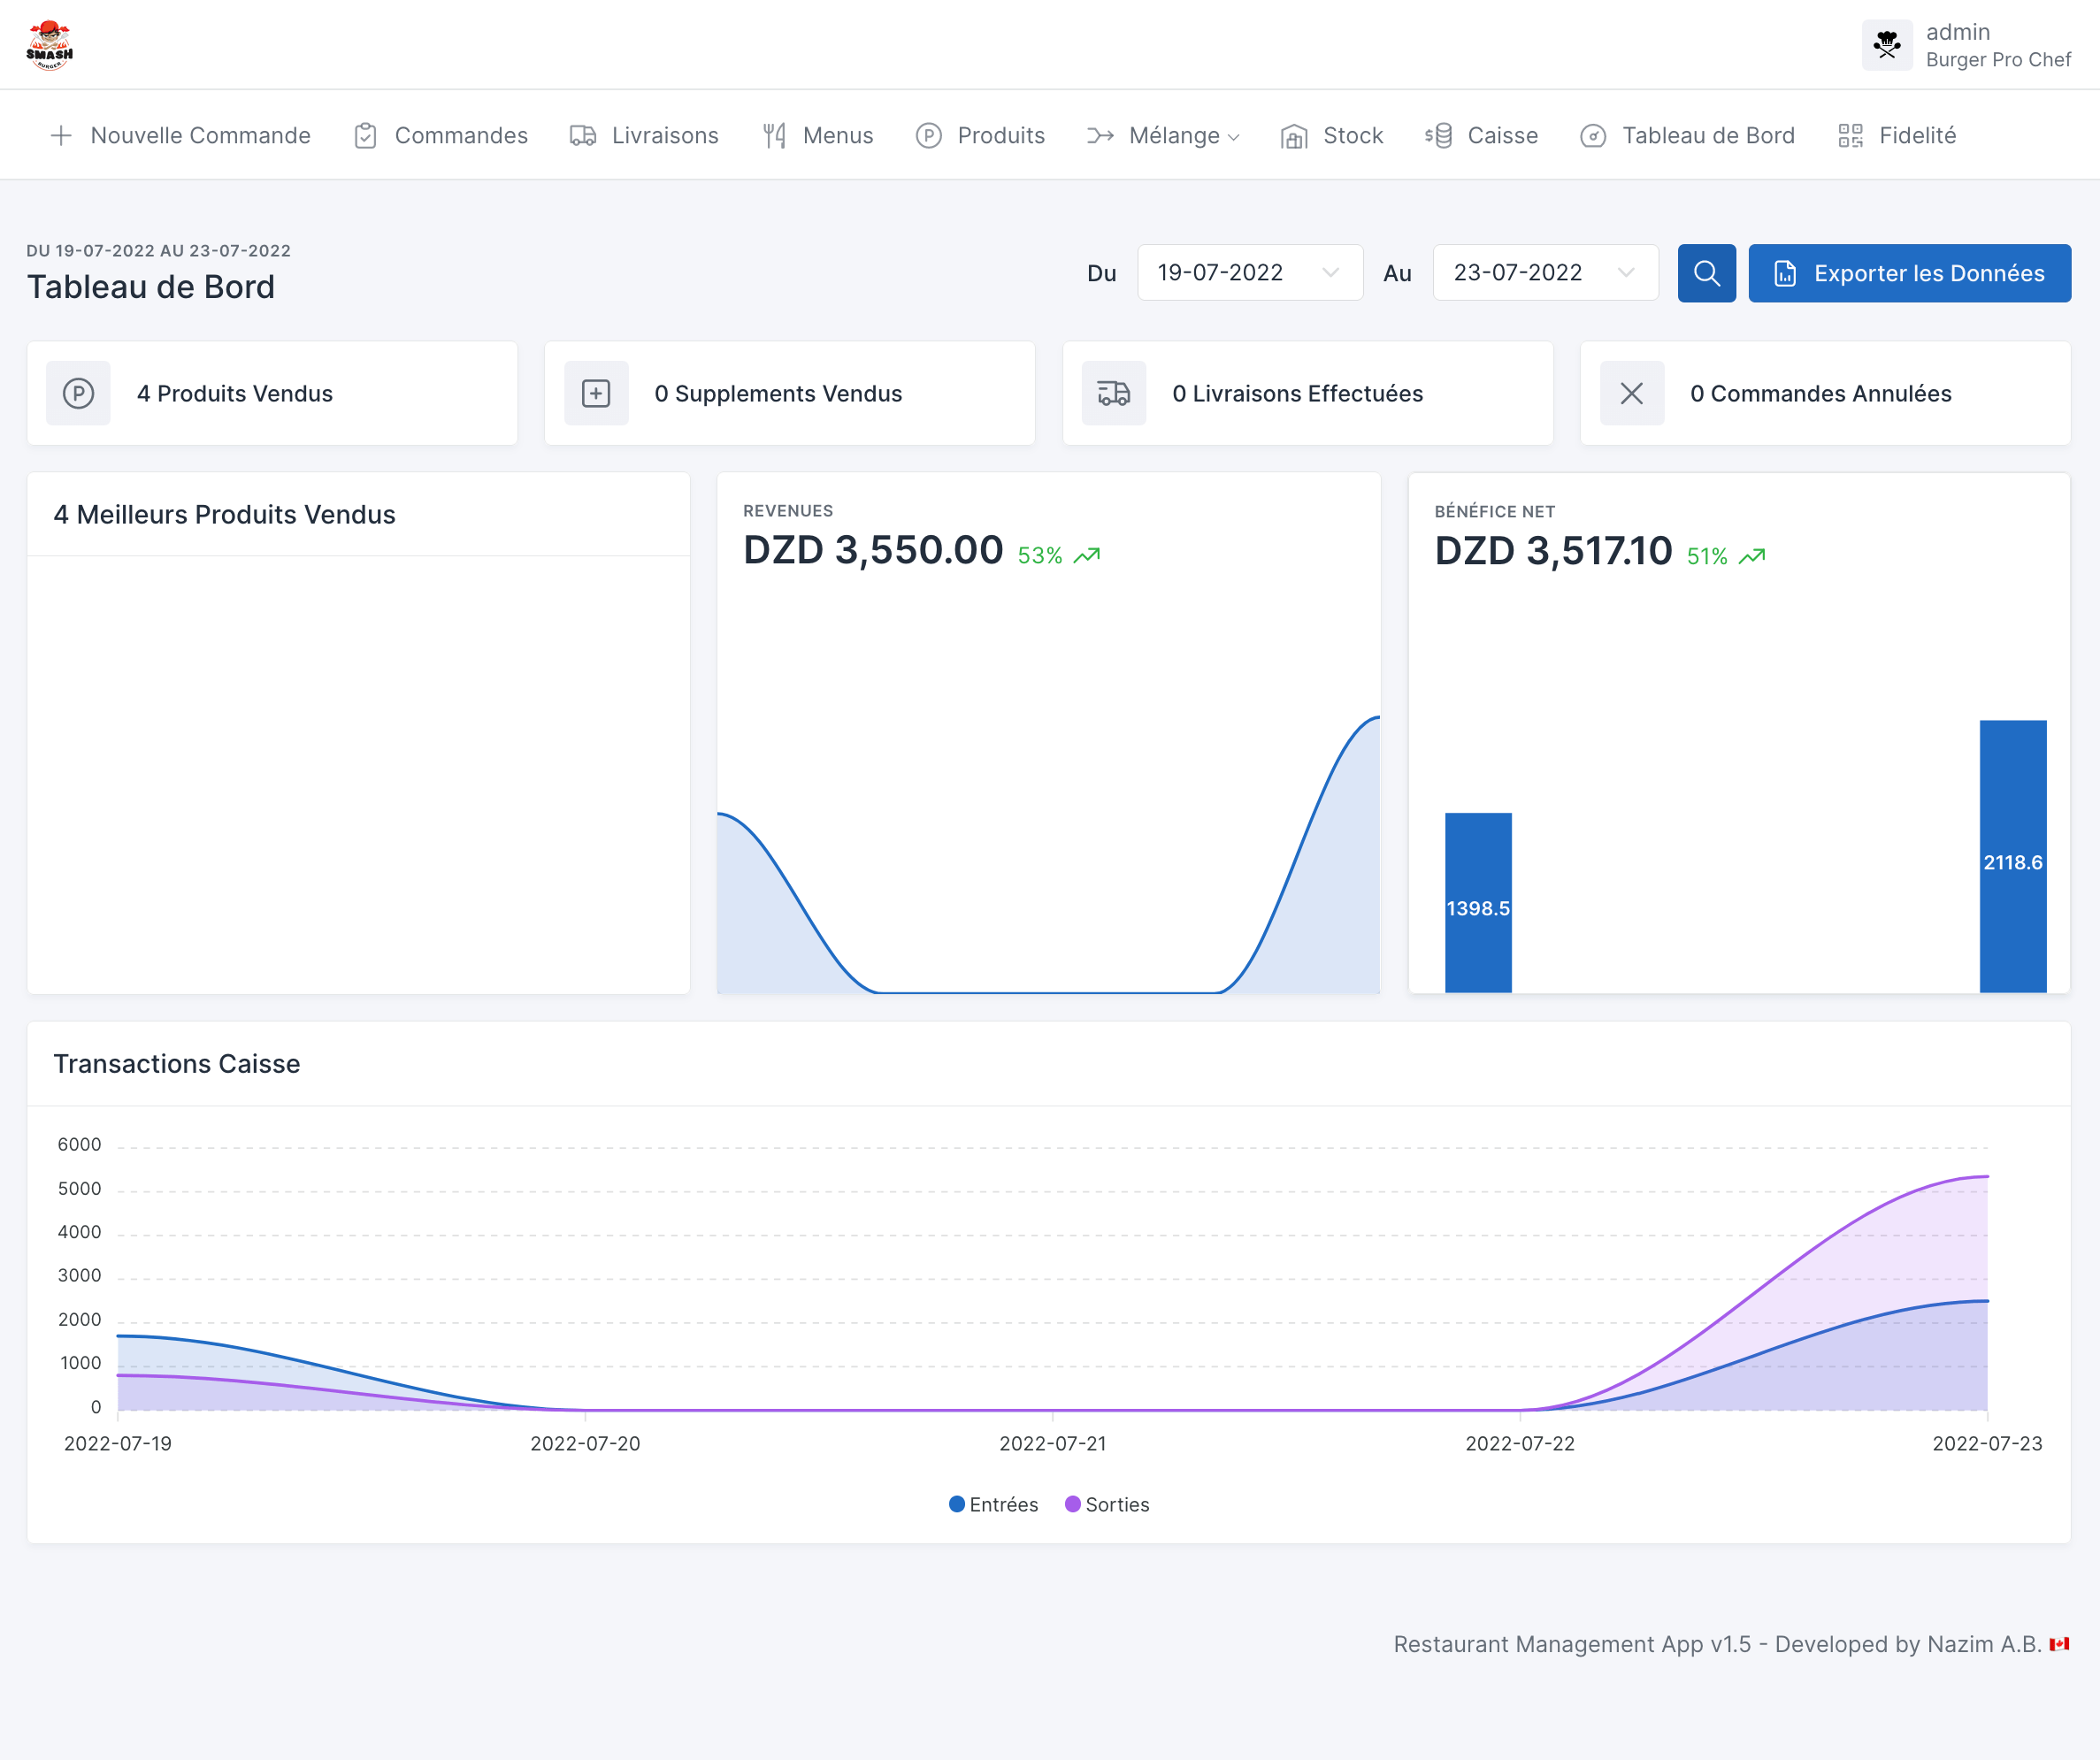 SMASH
BURGER
admin
Burger Pro Chef
Nouvelle Commande
Commandes
Livraisons
Menus
Produits
Mélange
Stock
Caisse
Tableau de Bord
Fidelité
DU 19-07-2022 AU 23-07-2022
Tableau de Bord
Du
19-07-2022
Au
23-07-2022
Exporter les Données
4 Produits Vendus
0 Supplements Vendus
0 Livraisons Effectuées
0 Commandes Annulées
4 Meilleurs Produits Vendus
REVENUES
DZD 3,550.00 53%
BÉNÉFICE NET
DZD 3,517.10 51%
1398.5
2118.6
Transactions Caisse
6000
5000
4000
3000
2000
1000
0
2022-07-19
2022-07-20
2022-07-21
2022-07-22
2022-07-23
Entrées
Sorties
Restaurant Management App v1.5 - Developed by Nazim A.B.